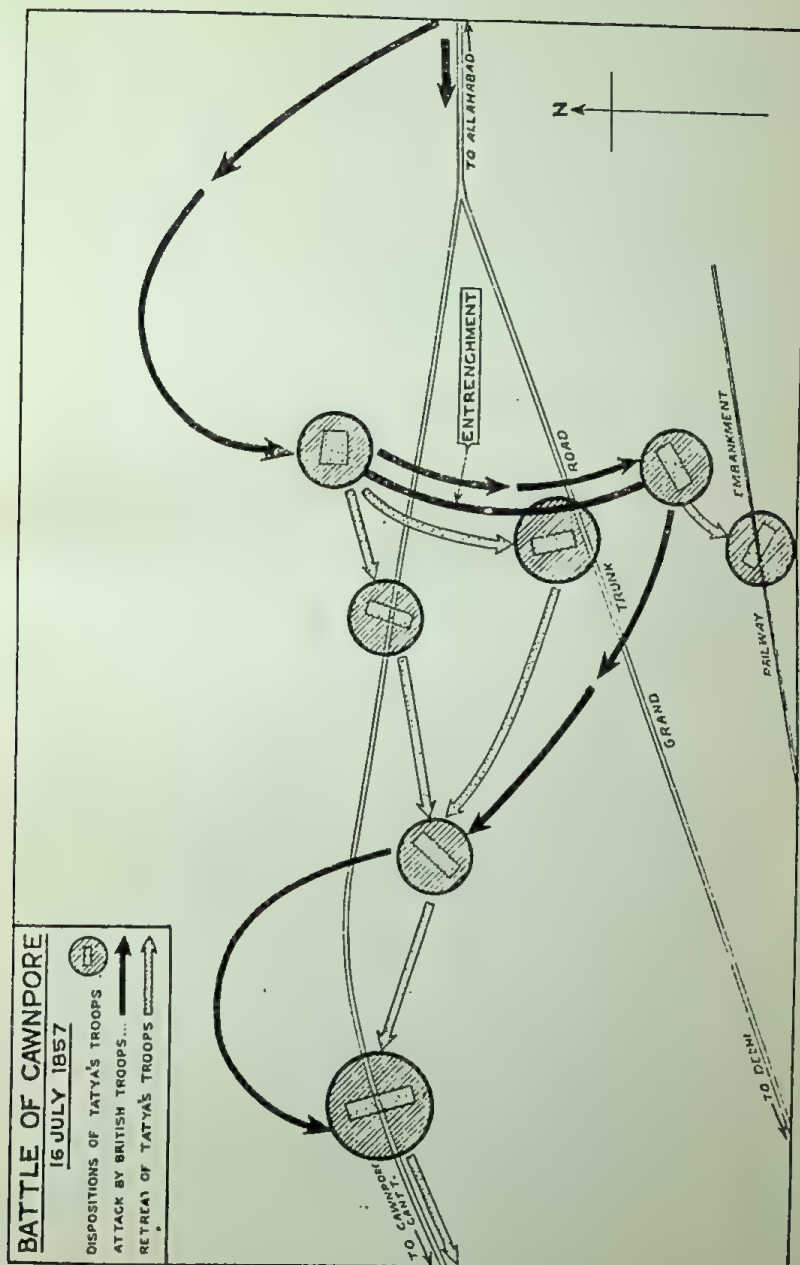 BATTLE OF CAWNPORE
16 JULY 1857
DISPOSITIONS OF TATYA'S TROOPS
ATTACK BY BRITISH TROOPS...
RETREAT OF TATYA'S TROOPS
TO ALLAHABAD
N
ENTRENCHMENT
GRAND TRUNK ROAD
RAILWAY EMBANKMENT
TO DELHI
TO CAWNPORE
CANTT.